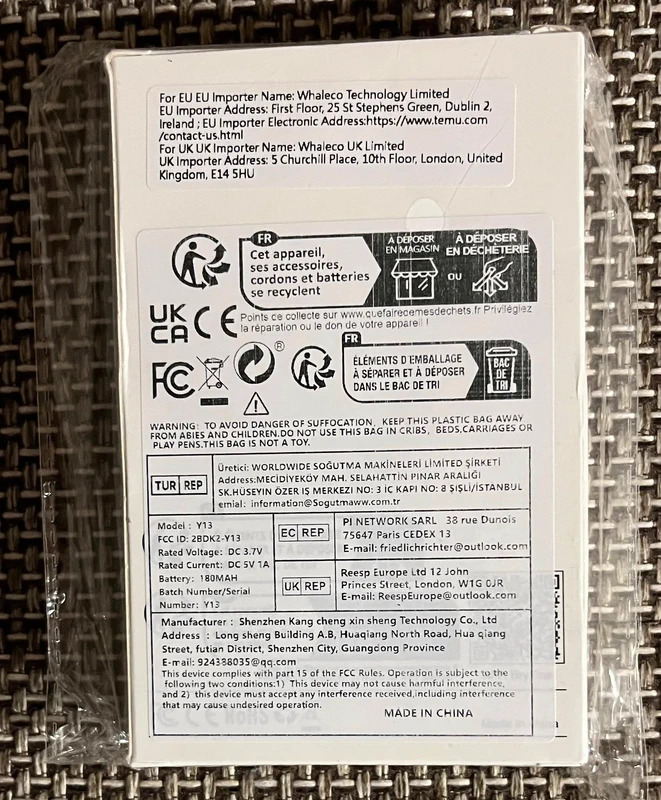 For EU EU Importer Name: Whaleco Technology Limited
EU Importer Address: First Floor, 25 St Stephens Green, Dublin 2,
Ireland ; EU Importer Electronic Address:https://www.temu.com
/contact-us.html
For UK UK Importer Name: Whaleco UK Limited
UK Importer Address: 5 Churchill Place, 10th Floor, London, United
Kingdom, E14 5HU
FR
Cet appareil,
ses accessoires,
cordons et batteries
se recyclent
À DÉPOSER
EN MAGASIN
OU
À DÉPOSER
EN DÉCHÈTERIE
UK
CA CE
Points de collecte sur www.quefairedemesdechets.fr Privilégiez
la réparation ou le don de votre appareil !
FC
®
FR
ÉLÉMENTS D'EMBALLAGE
À SÉPARER ET À DÉPOSER
DANS LE BAC DE TRI
BAC
DE
TRI
WARNING: TO AVOID DANGER OF SUFFOCATION, KEEP THIS PLASTIC BAG AWAY
FROM ABIES AND CHILDREN.DO NOT USE THIS BAG IN CRIBS, BEDS,CARRIAGES OR
PLAY PENS.THIS BAG IS NOT A TOY.
TUR REP
Üretici: WORLDWIDE SOĞUTMA MAKİNELERİ LİMİTED ŞİRKETİ
Address:MECİDİYEKÖY MAH. SELAHATTİN PINAR ARALIĞI
SK.HÜSEYIN ÖZER İŞ MERKEZI NO: 3 İC KAPI NO: 8 ŞİŞLİ/İSTANBUL
emial: information@Sogutmaww.com.tr
Model : Y13
FCC ID: 2BDK2-Y13
Rated Voltage: DC 3.7V
Rated Current: DC 5V 1A
Battery: 180MAH
Batch Number/Serial
Number: Y13
EC REP
PI NETWORK SARL 38 rue Dunois
75647 Paris CEDEX 13
E-mail: friedlichrichter@outlook.com
UK REP
Reesp Europe Ltd 12 John
Princes Street, London, W1G 0JR
E-mail: ReespEurope@outlook.com
Manufacturer : Shenzhen Kang cheng xin sheng Technology Co., Ltd
Address : Long sheng Building A.B, Huaqiang North Road, Hua qiang
Street, futian District, Shenzhen City, Guangdong Province
E-mail: 924388035@qq.com
This device complies with part 15 of the FCC Rules. Operation is subject to the
following two conditions:1) This device may not cause harmful interference,
and 2) this device must accept any interference received,including interference
that may cause undesired operation.
MADE IN CHINA